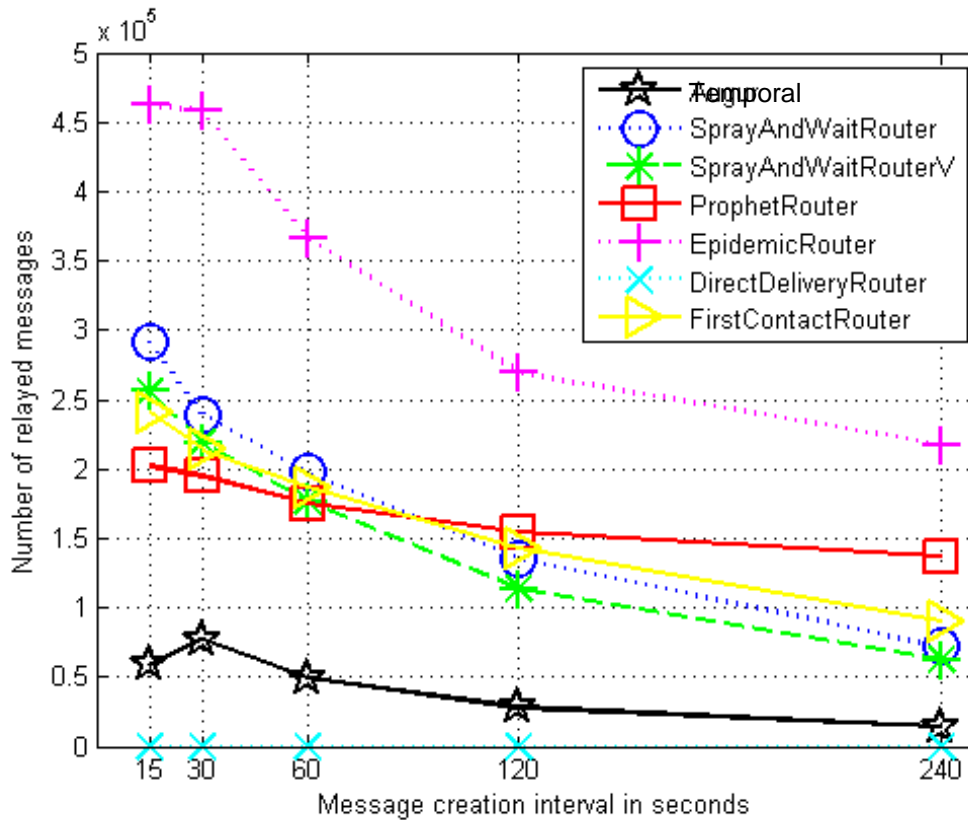 x 10^5
5
4.5
4
3.5
3
2.5
2
1.5
1
0.5
0
Number of relayed messages
Temporal
SprayAndWaitRouter
SprayAndWaitRouterV
ProphetRouter
EpidemicRouter
DirectDeliveryRouter
FirstContactRouter
15 30 60 120 240
Message creation interval in seconds